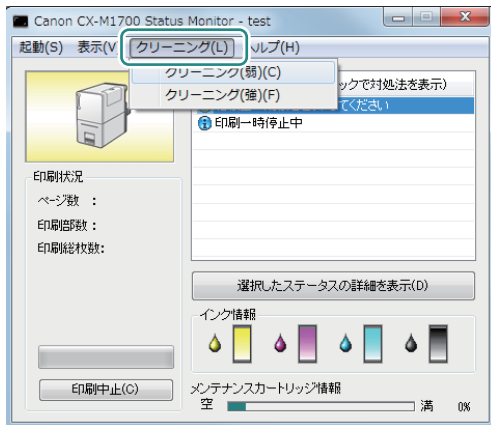 Canon CX-M1700 Status Monitor - test
起動(S) 表示(V クリーニング(L) ルプ(H)
クリーニング(弱)(C)
クリーニング(強)(F)
ックで対処法を表示)
てください
印刷一時停止中
印刷状況
ページ数 :
印刷部数 :
印刷総枚数:
選択したステータスの詳細を表示(D)
インク情報
印刷中止(C)
メンテナンスカートリッジ情報
空 満 0%